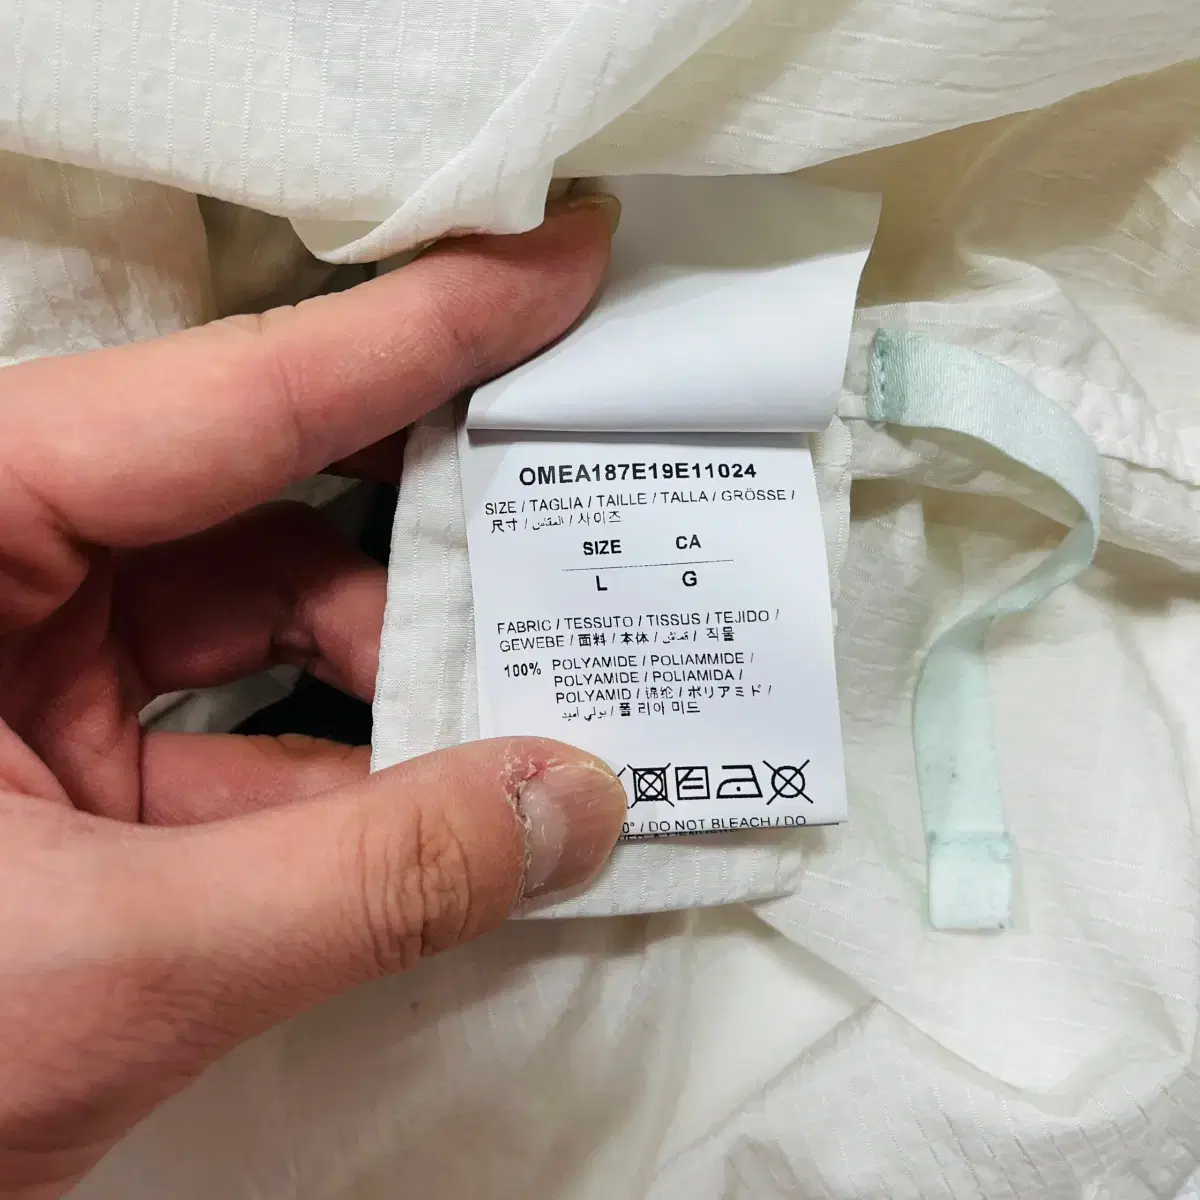 OMEA187E19E11024
SIZE / TAGLIA / TAILLE / TALLA / GRÖSSE /
尺寸 / المقاس / 사이즈
SIZE CA
L G
FABRIC / TESSUTO / TISSUS / TEJIDO /
GEWEBE / 面料 / 本体 / قماش / 직물
100% POLYAMIDE / POLIAMMIDE /
POLYAMIDE / POLIAMIDA /
POLYAMID / 锦纶 / ポリアミド /
بولي أميد / 폴리아미드
0° / DO NOT BLEACH / DO